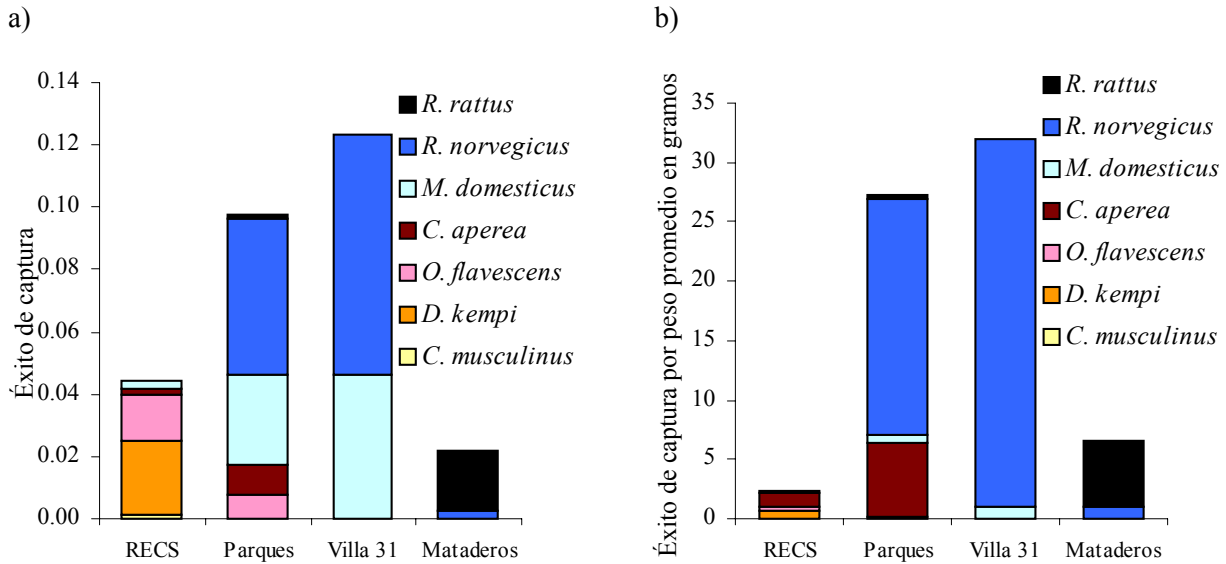 a)
Éxito de captura
0.14
0.12
0.10
0.08
0.06
0.04
0.02
0.00
RECS
Parques
Villa 31
Mataderos
R. rattus
R. norvegicus
M. domesticus
C. aperea
O. flavescens
D. kempi
C. musculinus
b)
Éxito de captura por peso promedio en gramos
35
30
25
20
15
10
5
0
RECS
Parques
Villa 31
Mataderos
R. rattus
R. norvegicus
M. domesticus
C. aperea
O. flavescens
D. kempi
C. musculinus